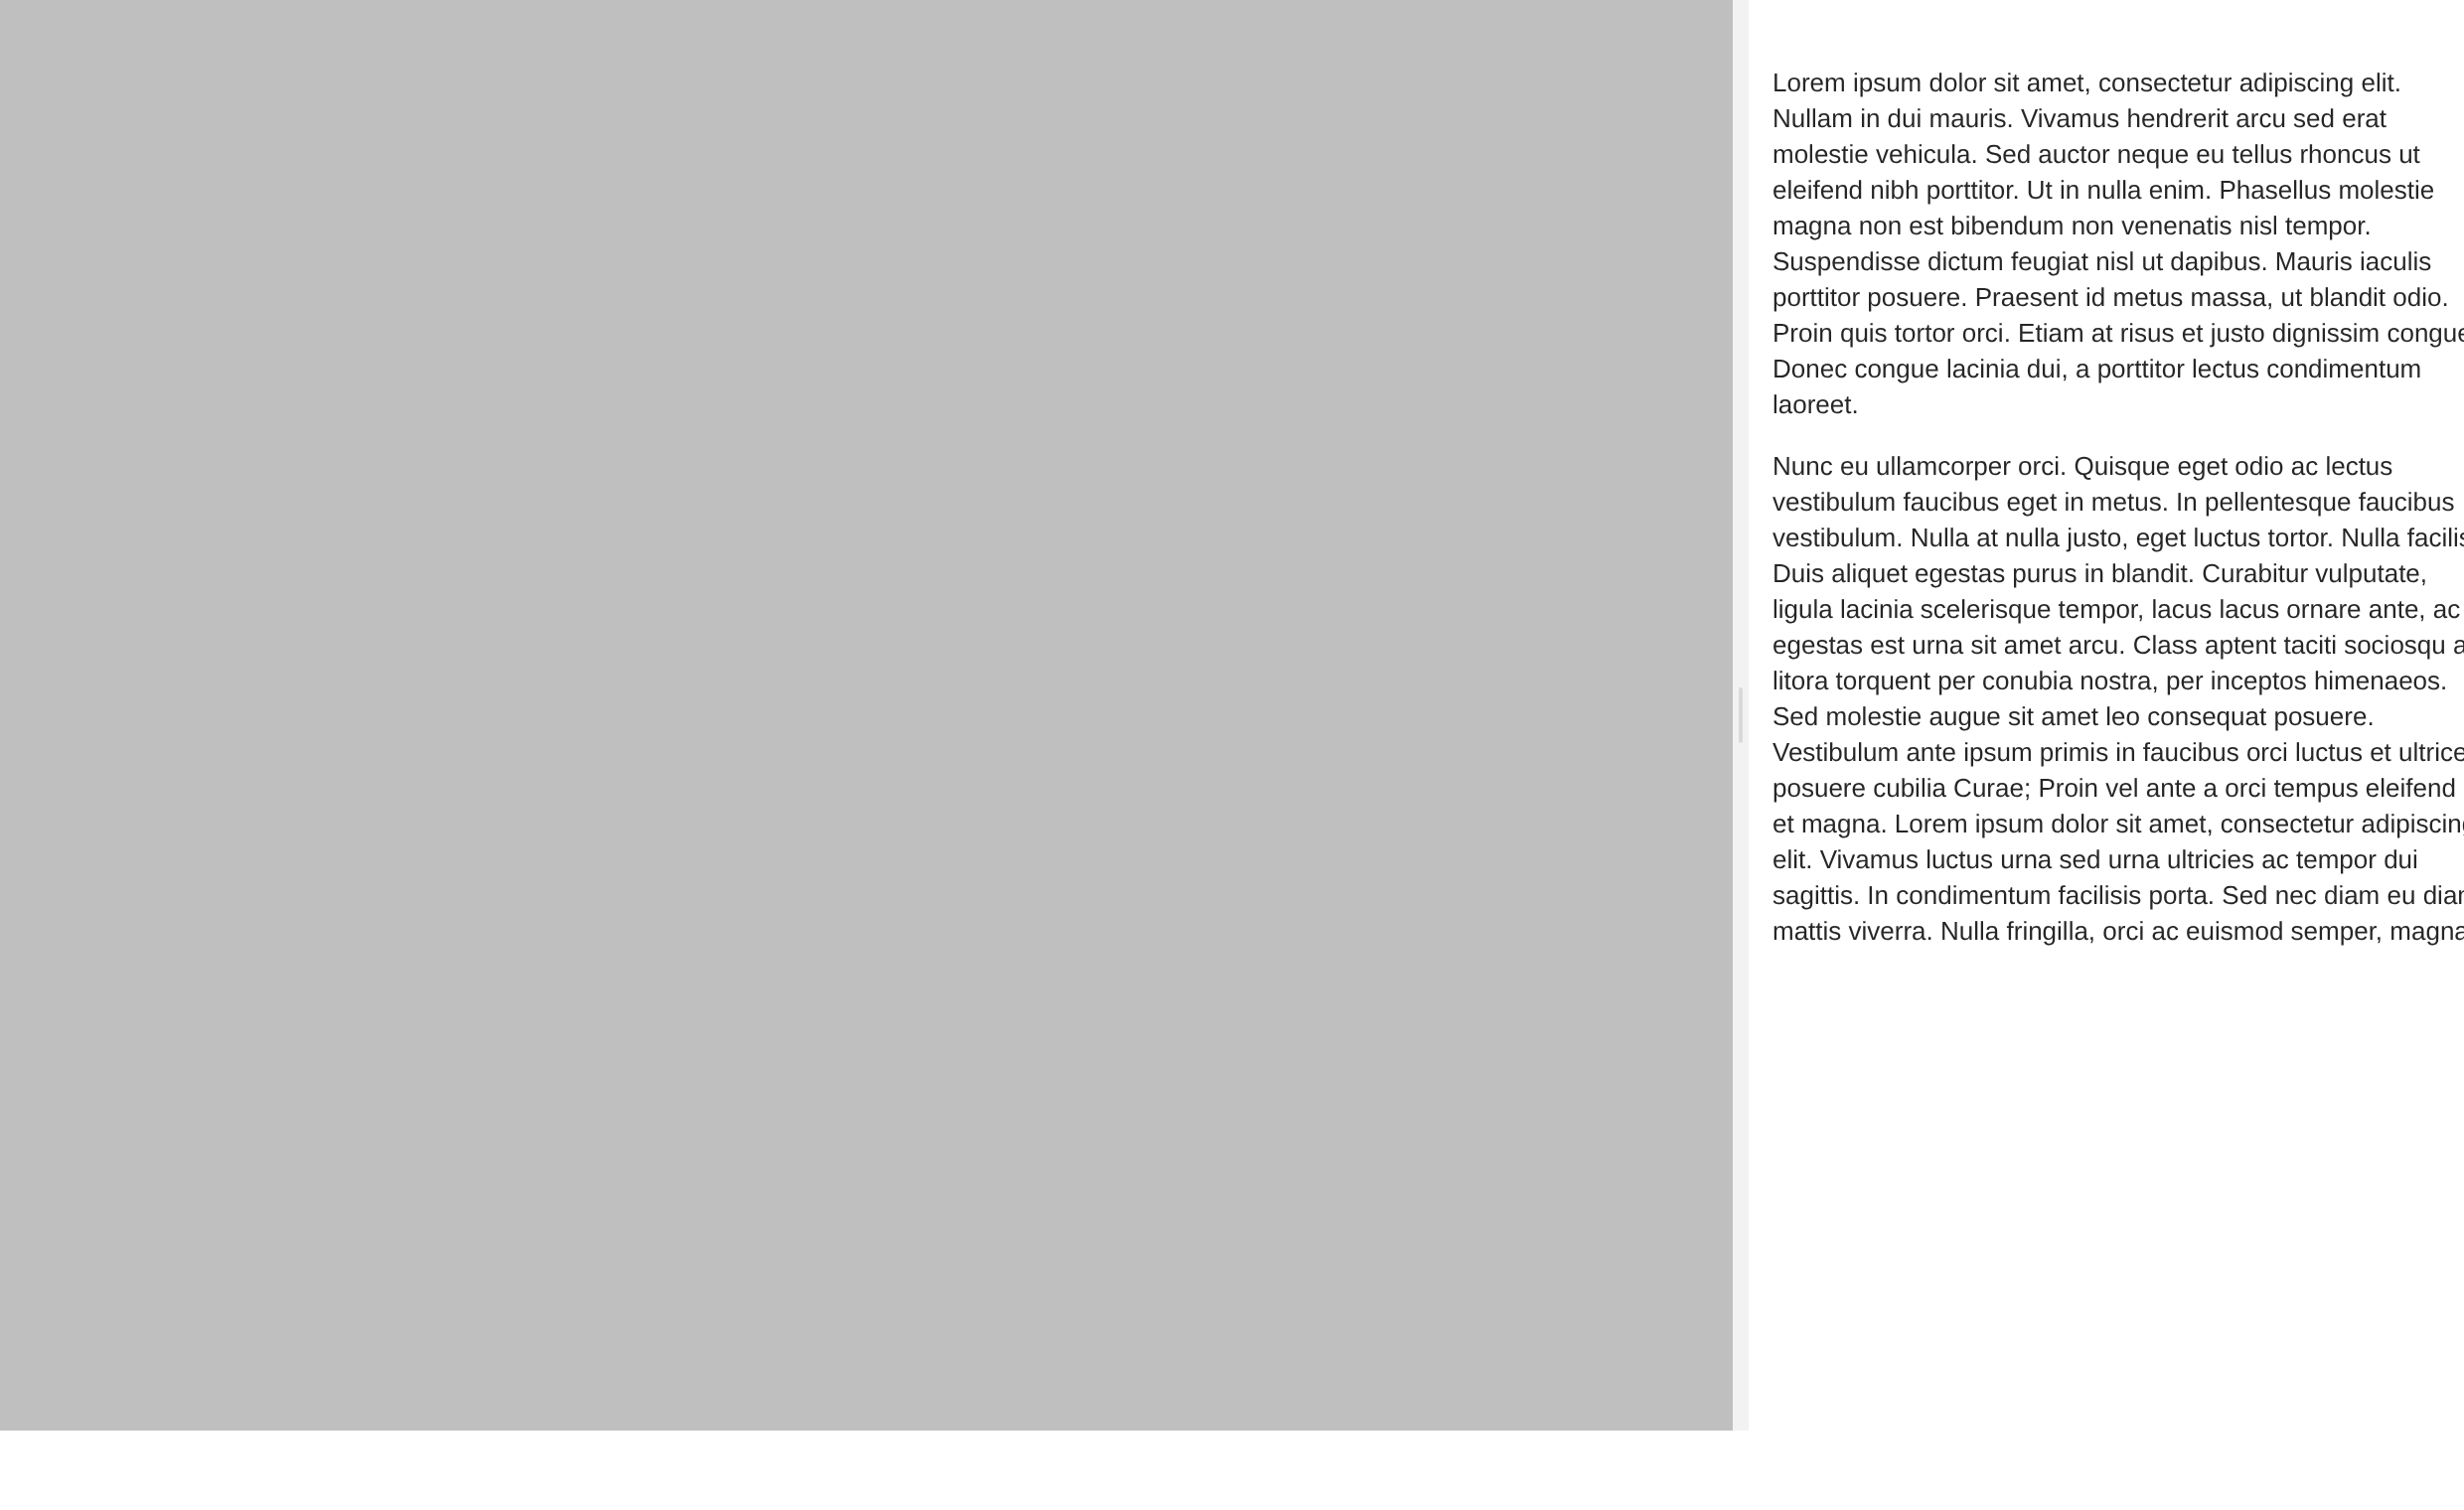 Lorem ipsum dolor sit amet, consectetur adipiscing elit.
Nullam in dui mauris. Vivamus hendrerit arcu sed erat
molestie vehicula. Sed auctor neque eu tellus rhoncus ut
eleifend nibh porttitor. Ut in nulla enim. Phasellus molestie
magna non est bibendum non venenatis nisl tempor.
Suspendisse dictum feugiat nisl ut dapibus. Mauris iaculis
porttitor posuere. Praesent id metus massa, ut blandit odio.
Proin quis tortor orci. Etiam at risus et justo dignissim congue
Donec congue lacinia dui, a porttitor lectus condimentum
laoreet.
Nunc eu ullamcorper orci. Quisque eget odio ac lectus
vestibulum faucibus eget in metus. In pellentesque faucibus
vestibulum. Nulla at nulla justo, eget luctus tortor. Nulla
Duis aliquet egestas purus in blandit. Curabitur vulputate,
ligula lacinia scelerisque tempor, lacus lacus ornare ante, ac
egestas est urna sit amet arcu. Class aptent taciti sociosqu
litora torquent per conubia nostra, per inceptos himenaeos.
Sed molestie augue sit amet leo consequat posuere.
Vestibulum ante ipsum primis in faucibus orci luctus et
posuere cubilia Curae; Proin vel ante a orci tempus eleifend
et magna. Lorem ipsum dolor sit amet, consectetur adipiscing
elit. Vivamus luctus urna sed urna ultricies ac tempor dui
sagittis. In condimentum facilisis porta. Sed nec diam eu
mattis viverra. Nulla fringilla, orci ac euismod semper, magna